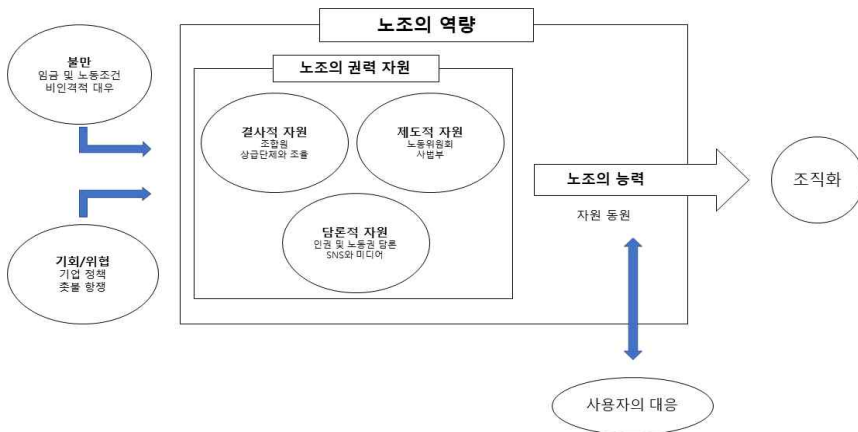 노조의 역량
불만
임금 및 노동조건
비인격적 대우
노조의 권력 자원
결사적 자원
조합원
상급단체와 조율
제도적 자원
노동위원회
사법부
담론적 자원
인권 및 노동권 담론
SNS와 미디어
기회/위협
기업 정책
촛불 항쟁
노조의 능력
자원 동원
조직화
사용자의 대응